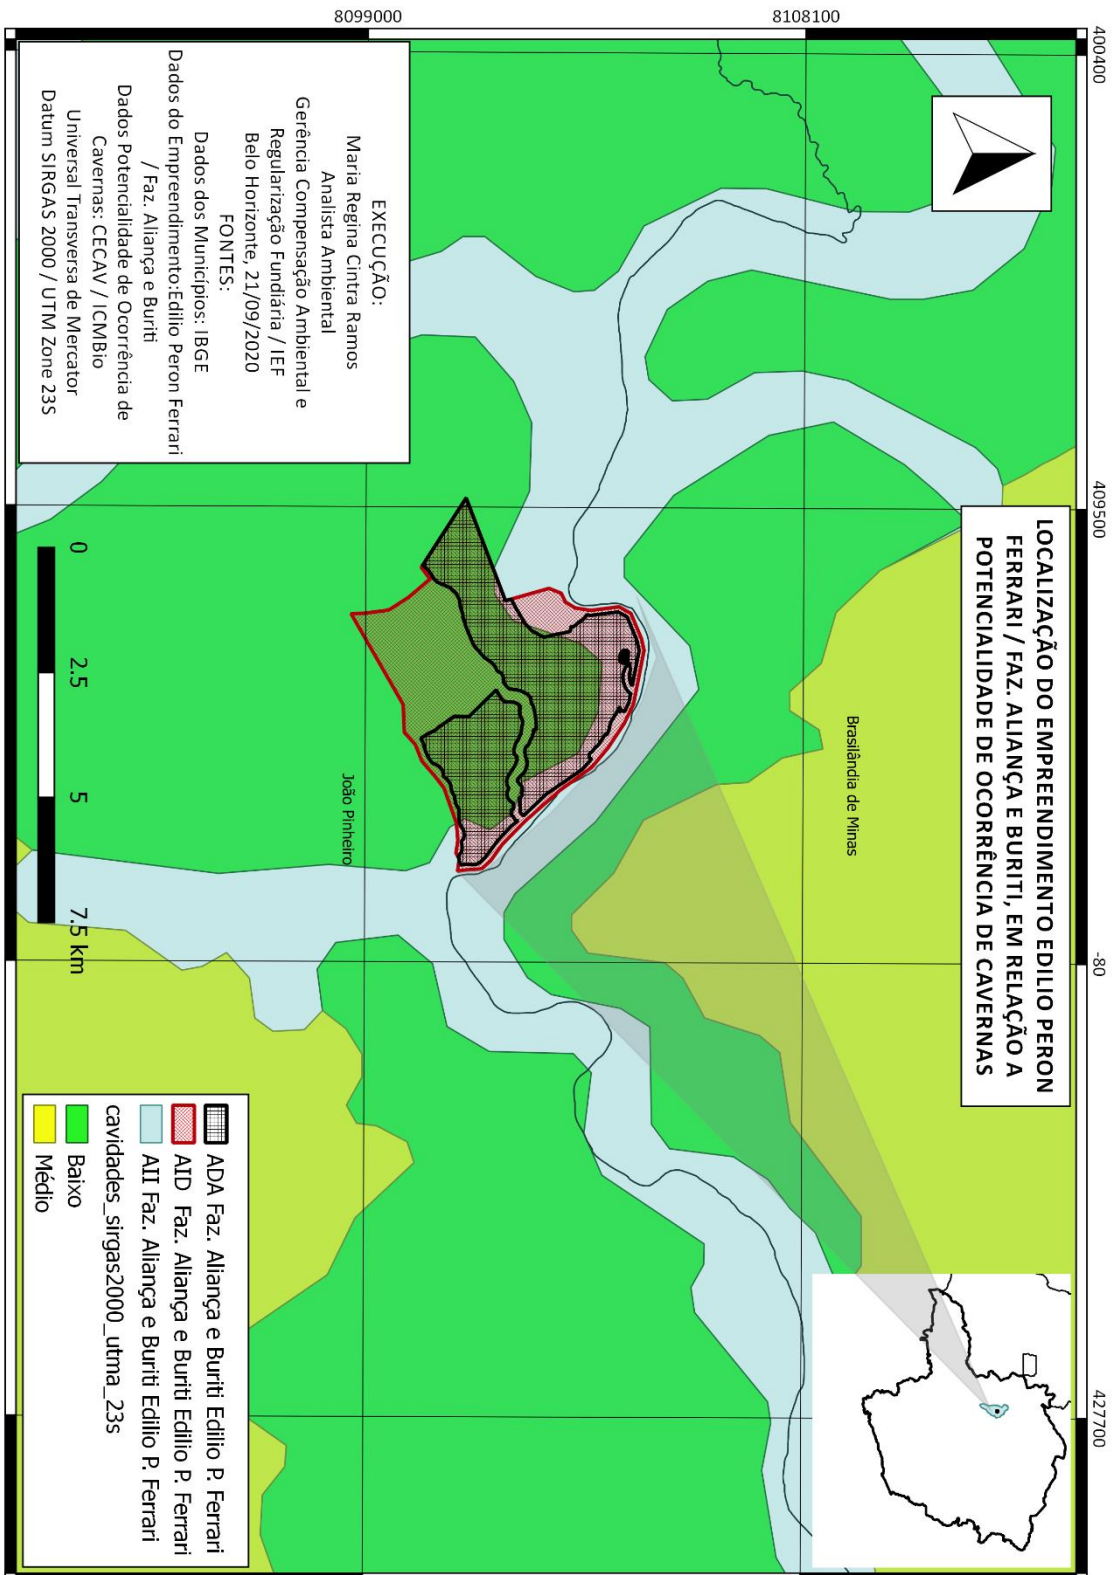 LOCALIZAÇÃO DO EMPREENDIMENTO EDILIO PERON
FERRARI / FAZ. ALIANÇA E BURITI, EM RELAÇÃO A
POTENCIALIDADE DE OCORRÊNCIA DE CAVERNAS
400400
409500
-80
427700
8108100
8099000
Brasilândia de Minas
João Pinheiro
EXECUÇÃO:
Maria Regina Cintra Ramos
Analista Ambiental
Gerência Compensação Ambiental e
Regularização Fundiária / IEF
Belo Horizonte, 21/09/2020
FONTES:
Dados dos Municípios: IBGE
Dados do Empreendimento:Edilio Peron Ferrari
/ Faz. Aliança e Buriti
Dados Potencialidade de Ocorrência de
Cavernas: CECAV / ICMBio
Universal Transversa de Mercator
Datum SIRGAS 2000 / UTM Zone 23S
0 2.5 5 7.5 km
ADA Faz. Aliança e Buriti Edilio P. Ferrari
AID Faz. Aliança e Buriti Edilio P. Ferrari
AII Faz. Aliança e Buriti Edilio P. Ferrari
cavidades_sirgas2000_utma_23s
Baixo
Médio